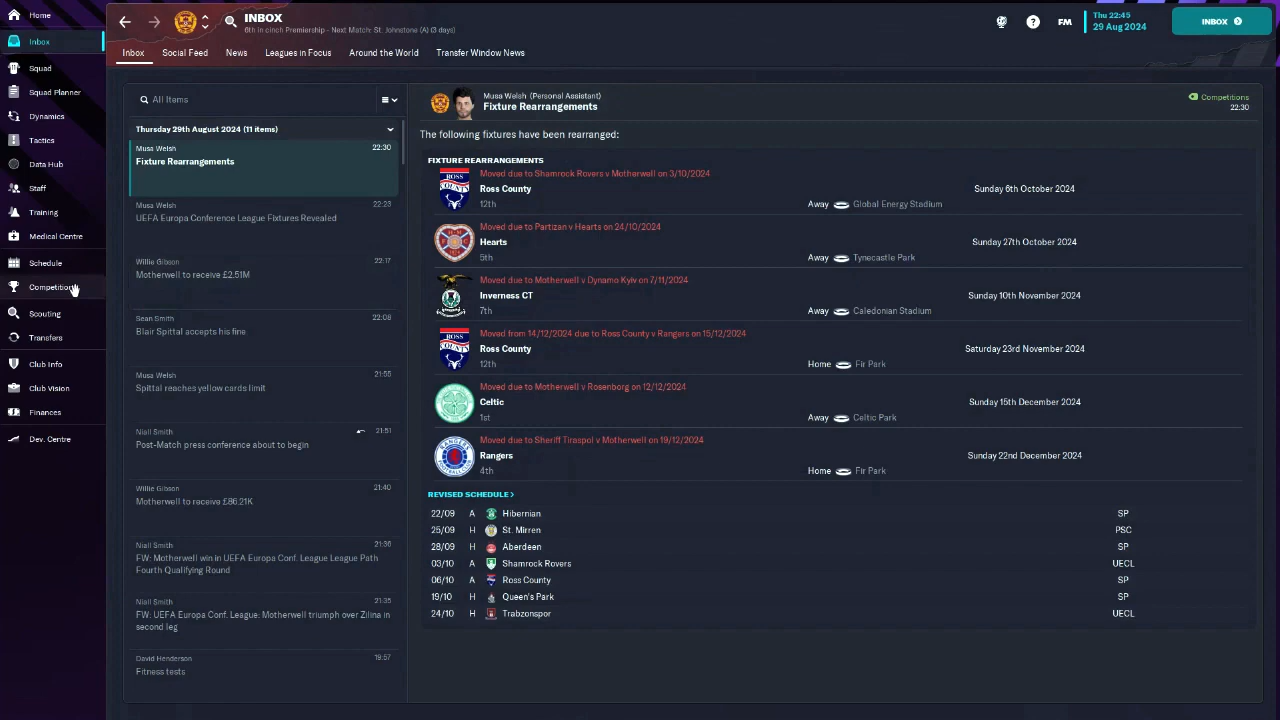 Home
Inbox
Squad
Squad Planner
Dynamics
Tactics
Data Hub
Staff
Training
Medical Centre
Schedule
Competitions
Scouting
Transfers
Club Info
Club Vision
Finances
Dev. Centre
INBOX
6th in cinch Premiership - Next Match: St. Johnstone (A) (3 days)
FM
Thu 22:45
29 Aug 2024
INBOX
Inbox
Social Feed
News
Leagues in Focus
Around the World
Transfer Window News
All Items
Thursday 29th August 2024 (11 items)
Musa Welsh 22:30
Fixture Rearrangements
Musa Welsh 22:23
UEFA Europa Conference League Fixtures Revealed
Willie Gibson 22:17
Motherwell to receive £2.51M
Sean Smith 22:08
Blair Spittal accepts his fine
Musa Welsh 21:55
Spittal reaches yellow cards limit
Niall Smith 21:51
Post-Match press conference about to begin
Willie Gibson 21:40
Motherwell to receive £86.21K
Niall Smith 21:36
FW: Motherwell win in UEFA Europa Conf. League League Path
Fourth Qualifying Round
Niall Smith 21:35
FW: UEFA Europa Conf. League: Motherwell triumph over Zilina in
second leg
David Henderson 19:57
Fitness tests
Musa Welsh (Personal Assistant)
Fixture Rearrangements
Competitions
22:30
The following fixtures have been rearranged:
FIXTURE REARRANGEMENTS
Moved due to Shamrock Rovers v Motherwell on 3/10/2024
Ross County Sunday 6th October 2024
12th Away Global Energy Stadium
Moved due to Partizan v Hearts on 24/10/2024
Hearts Sunday 27th October 2024
5th Away Tynecastle Park
Moved due to Motherwell v Dynamo Kyiv on 7/11/2024
Inverness CT Sunday 10th November 2024
7th Away Caledonian Stadium
Moved from 14/12/2024 due to Ross County v Rangers on 15/12/2024
Ross County Saturday 23rd November 2024
12th Home Fir Park
Moved due to Motherwell v Rosenborg on 12/12/2024
Celtic Sunday 15th December 2024
1st Away Celtic Park
Moved due to Sheriff Tiraspol v Motherwell on 19/12/2024
Rangers Sunday 22nd December 2024
4th Home Fir Park
REVISED SCHEDULE >
22/09 A Hibernian SP
25/09 H St. Mirren PSC
28/09 H Aberdeen SP
03/10 A Shamrock Rovers UECL
06/10 A Ross County SP
19/10 H Queen's Park SP
24/10 H Trabzonspor UECL